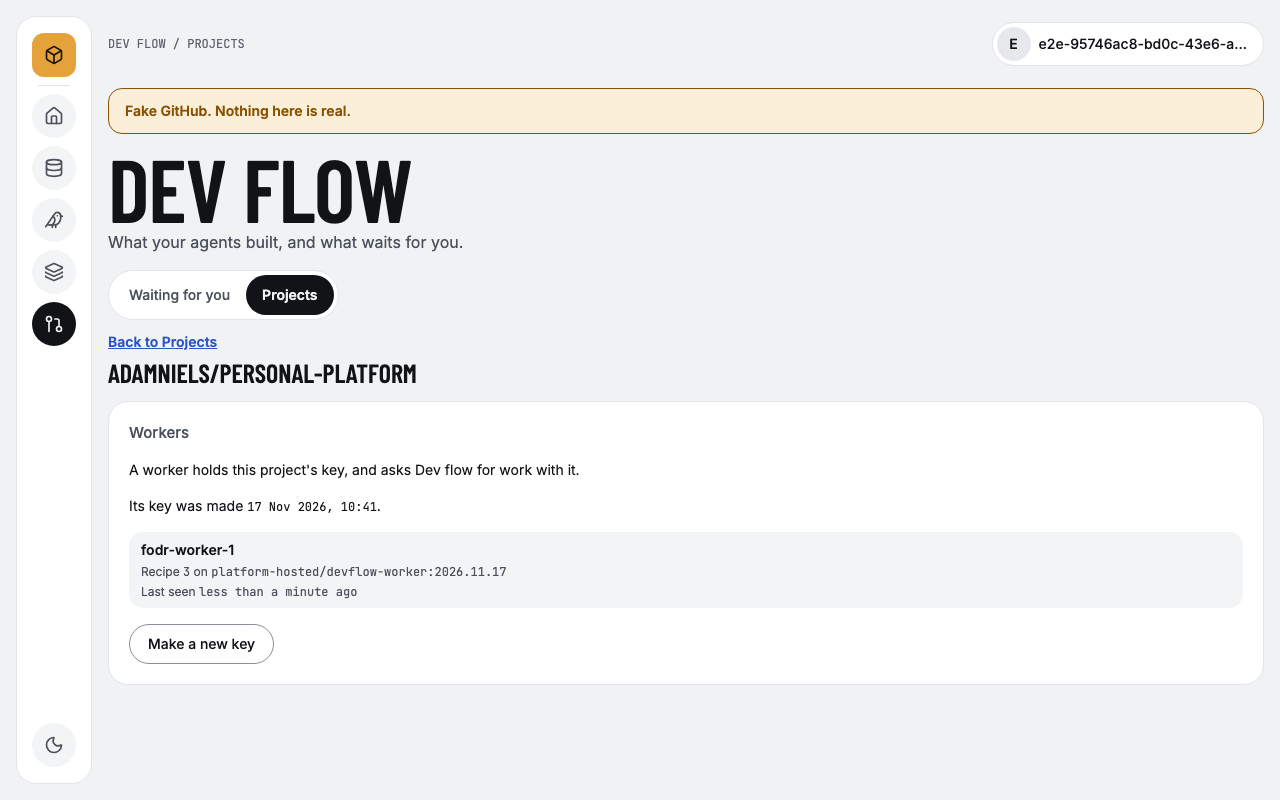 DEV FLOW / PROJECTS
E
e2e-95746ac8-bd0c-43e6-a...
Fake GitHub. Nothing here is real.
DEV FLOW
What your agents built, and what waits for you.
Waiting for you
Projects
Back to Projects
ADAMNIELS/PERSONAL-PLATFORM
Workers
A worker holds this project's key, and asks Dev flow for work with it.
Its key was made 17 Nov 2026, 10:41.
fodr-worker-1
Recipe 3 on platform-hosted/devflow-worker:2026.11.17
Last seen less than a minute ago
Make a new key